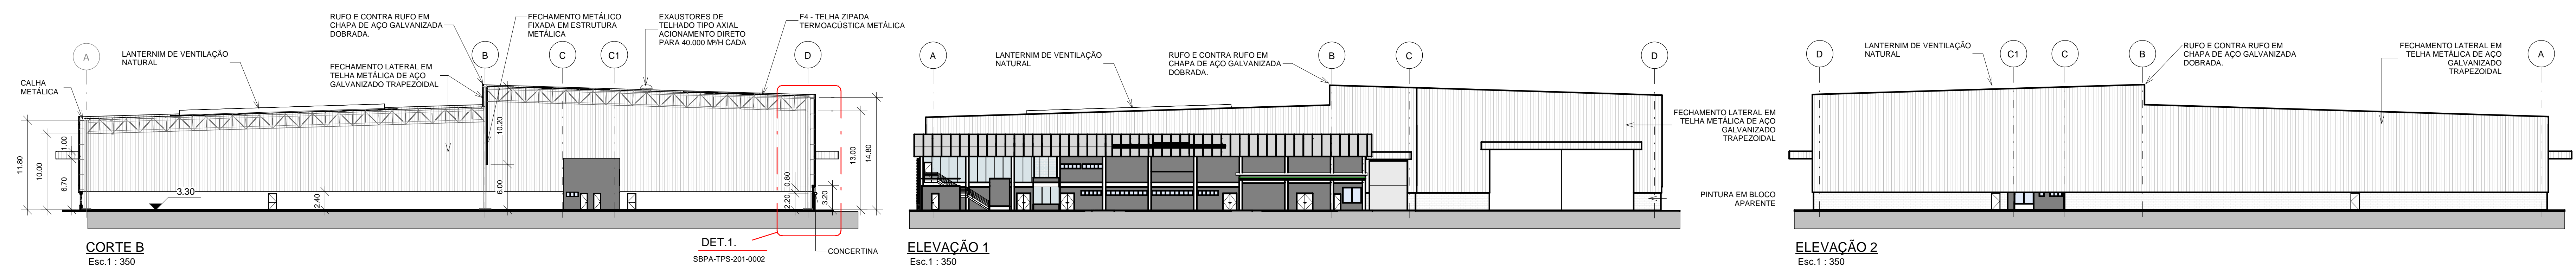 RUFO E CONTRA RUFO EM
CHAPA DE AÇO GALVANIZADA
DOBRADA.
FECHAMENTO METÁLICO
FIXADA EM ESTRUTURA
METÁLICA
EXAUSTORES DE
TELHADO TIPO AXIAL
ACIONAMENTO DIRETO
PARA 40.000 M³/H CADA
F4 - TELHA ZIPADA
TERMOACÚSTICA METÁLICA
A
B
C
C1
D
LANTERNIM DE VENTILAÇÃO
NATURAL
FECHAMENTO LATERAL EM
TELHA METÁLICA DE AÇO
GALVANIZADO TRAPEZOIDAL
CALHA
METÁLICA
11.80
10.00
1.00
6.70
3.30
2.40
10.20
6.00
2.20
0.80
3.20
13.00
14.80
CORTE B
Esc.1 : 350
DET.1.
SBPA-TPS-201-0002
CONCERTINA
A
B
C
D
LANTERNIM DE VENTILAÇÃO
NATURAL
RUFO E CONTRA RUFO EM
CHAPA DE AÇO GALVANIZADA
DOBRADA.
FECHAMENTO LATERAL EM
TELHA METÁLICA DE AÇO
GALVANIZADO
TRAPEZOIDAL
PINTURA EM BLOCO
APARENTE
ELEVAÇÃO 1
Esc.1 : 350
D
C1
C
B
A
LANTERNIM DE VENTILAÇÃO
NATURAL
RUFO E CONTRA RUFO EM
CHAPA DE AÇO GALVANIZADA
DOBRADA.
FECHAMENTO LATERAL EM
TELHA METÁLICA DE AÇO
GALVANIZADO
TRAPEZOIDAL
ELEVAÇÃO 2
Esc.1 : 350